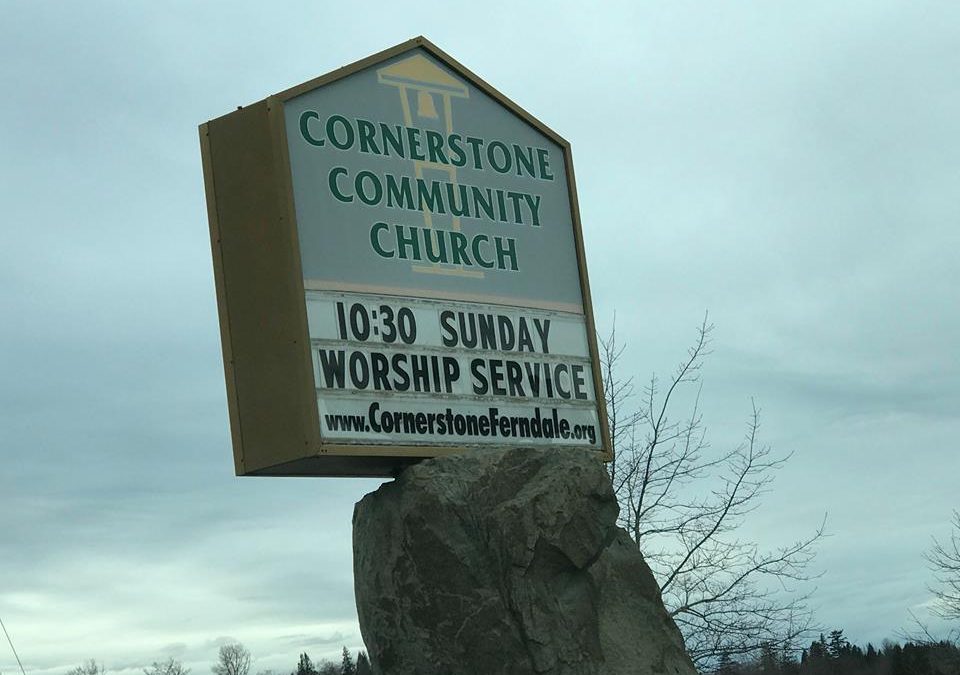 CORNERSTONE
COMMUNITY
CHURCH
10:30 SUNDAY
WORSHIP SERVICE
www.CornerstoneFerndale.org